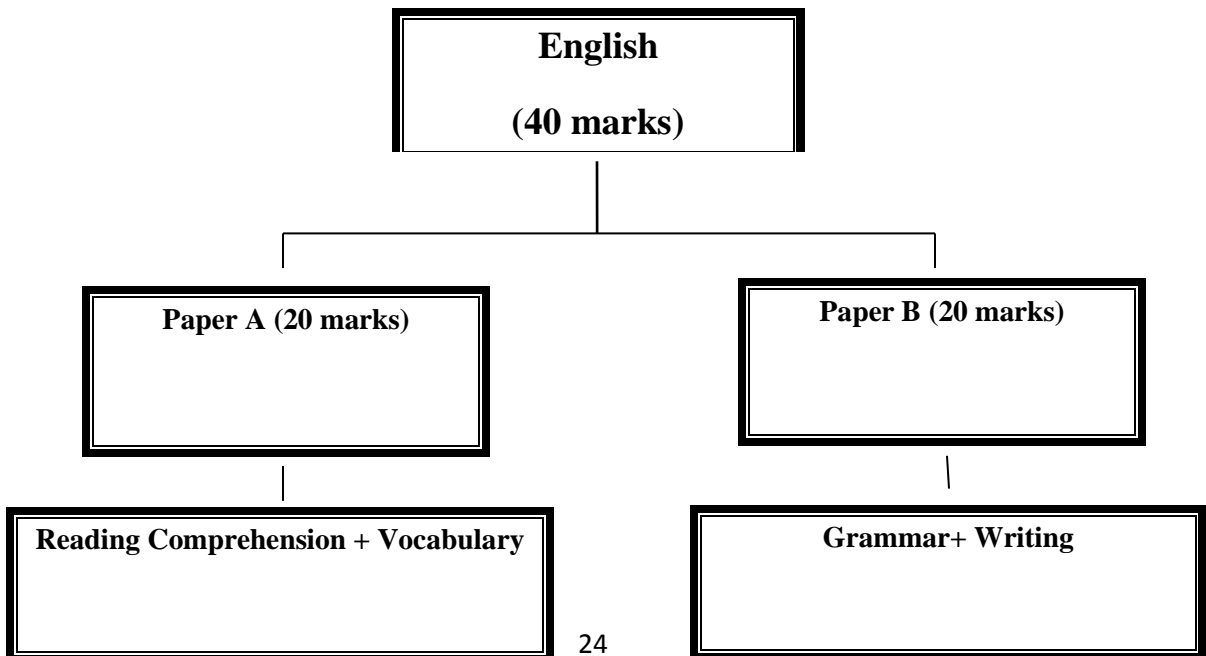 English
(40 marks)
Paper A (20 marks)
Paper B (20 marks)
Reading Comprehension + Vocabulary
Grammar+ Writing
24